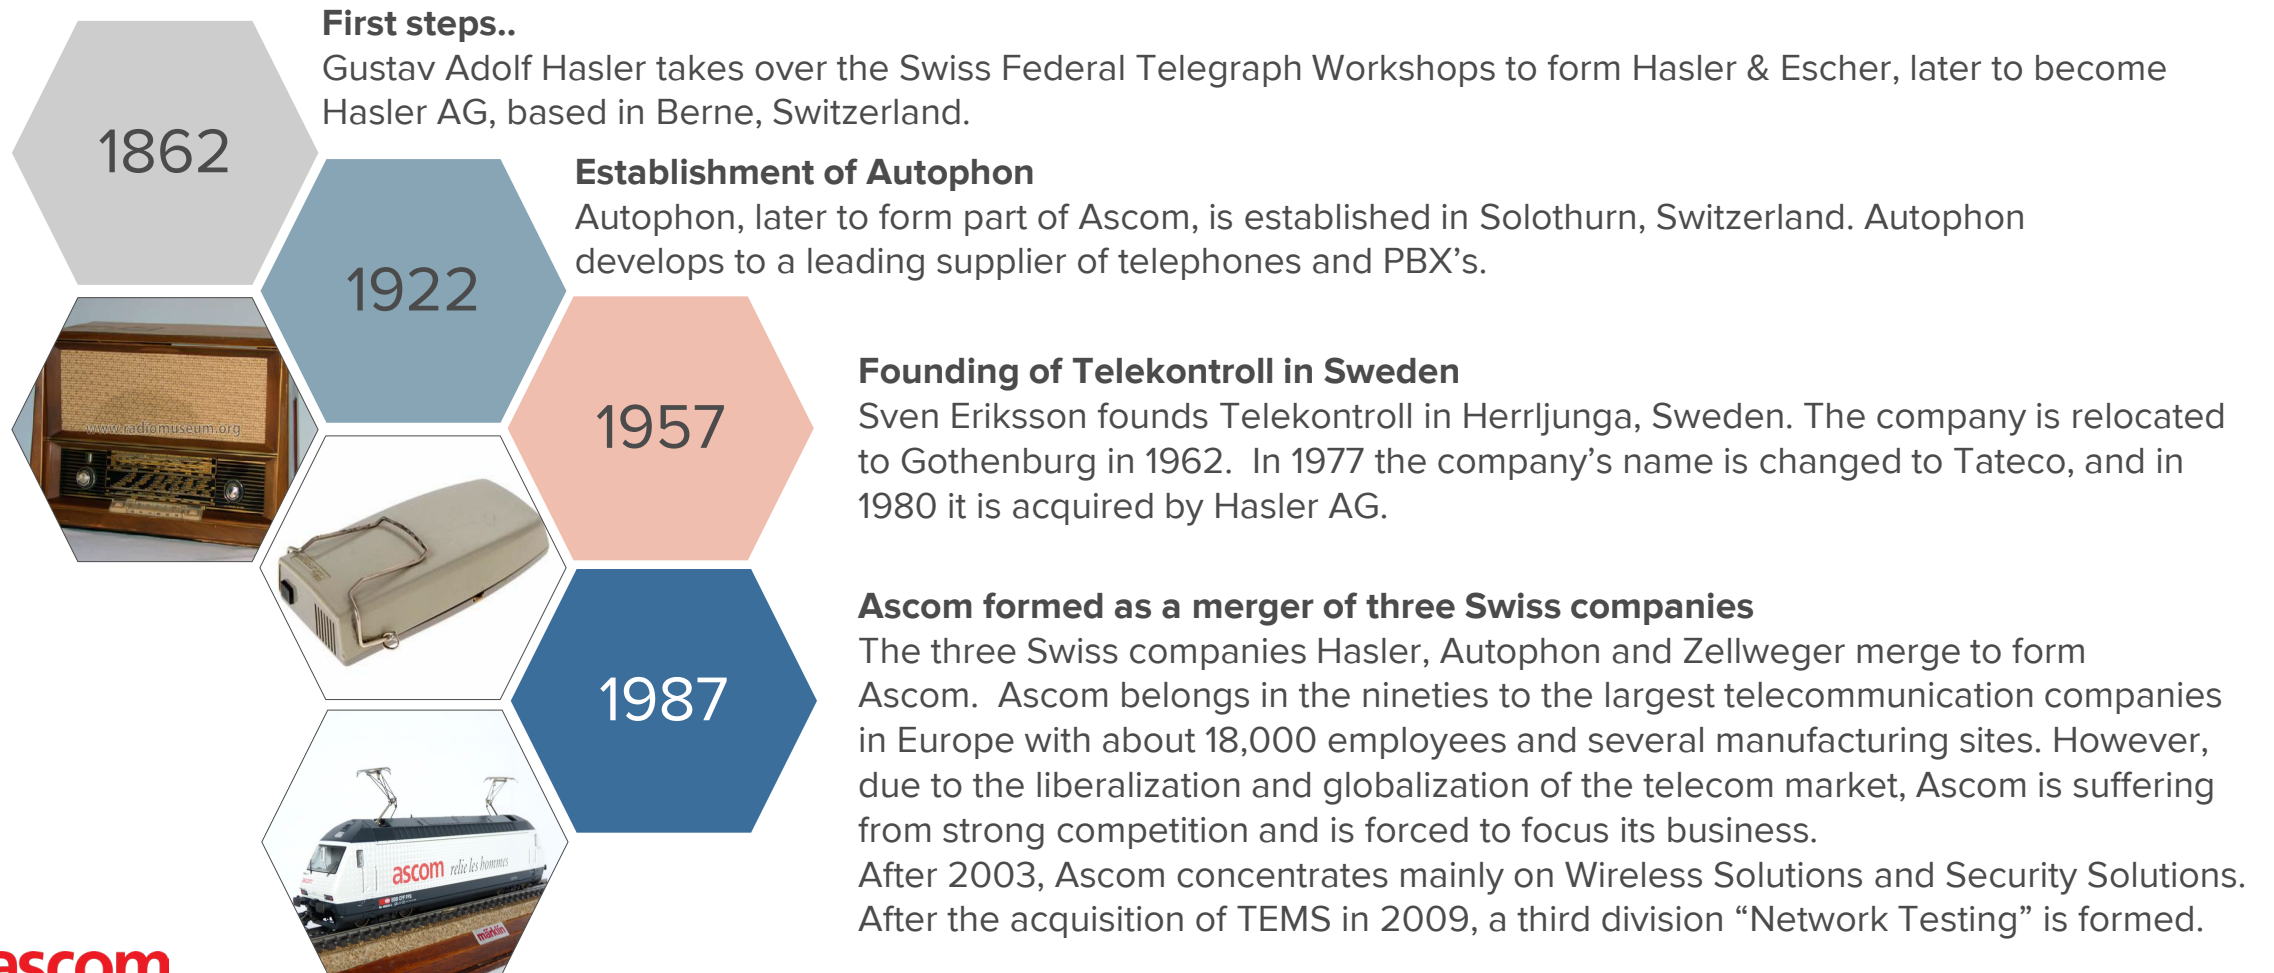 First steps..
Gustav Adolf Hasler takes over the Swiss Federal Telegraph Workshops to form Hasler & Escher, later to become
Hasler AG, based in Berne, Switzerland.
1862
Establishment of Autophon
Autophon, later to form part of Ascom, is established in Solothurn, Switzerland. Autophon
develops to a leading supplier of telephones and PBX’s.
1922
www.radiomuseum.org
Founding of Telekontroll in Sweden
Sven Eriksson founds Telekontroll in Herrljunga, Sweden. The company is relocated
to Gothenburg in 1962.  In 1977 the company’s name is changed to Tateco, and in
1980 it is acquired by Hasler AG.
1957
Ascom formed as a merger of three Swiss companies
The three Swiss companies Hasler, Autophon and Zellweger merge to form
Ascom.  Ascom belongs in the nineties to the largest telecommunication companies
in Europe with about 18,000 employees and several manufacturing sites. However,
due to the liberalization and globalization of the telecom market, Ascom is suffering
from strong competition and is forced to focus its business.
After 2003, Ascom concentrates mainly on Wireless Solutions and Security Solutions.
After the acquisition of TEMS in 2009, a third division “Network Testing” is formed.
1987
ascom relie les hommes
SBB CFF FFS
märklin
ascom